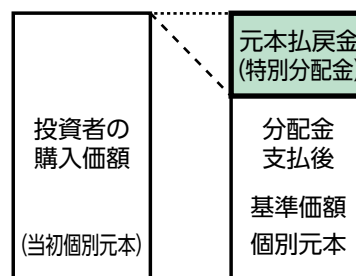 投資者の
購入価額
(当初個別元本)
元本払戻金
(特別分配金)
分配金
支払後
基準価額
個別元本